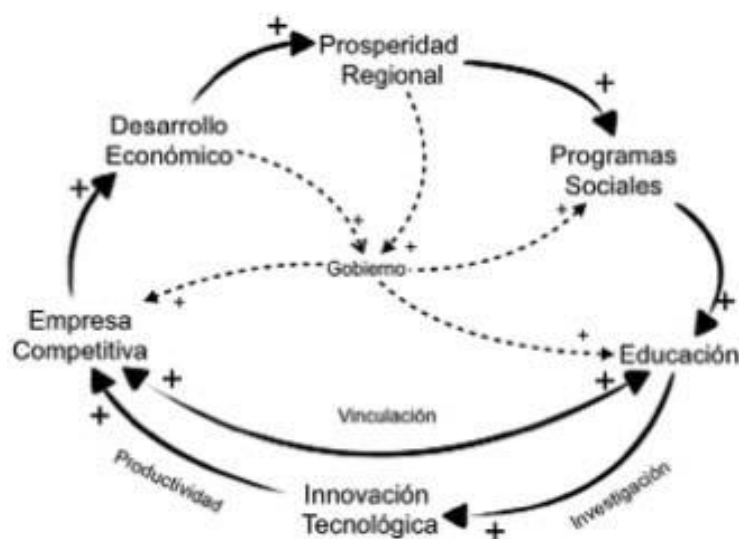 Prosperidad
Regional
Desarrollo
Económico
Programas
Sociales
Gobierno
Empresa
Competitiva
Educación
Vinculación
Productividad
Innovación
Tecnológica
Investigación
+
+
+
+
+
+
+
+
+
+
+
+
+